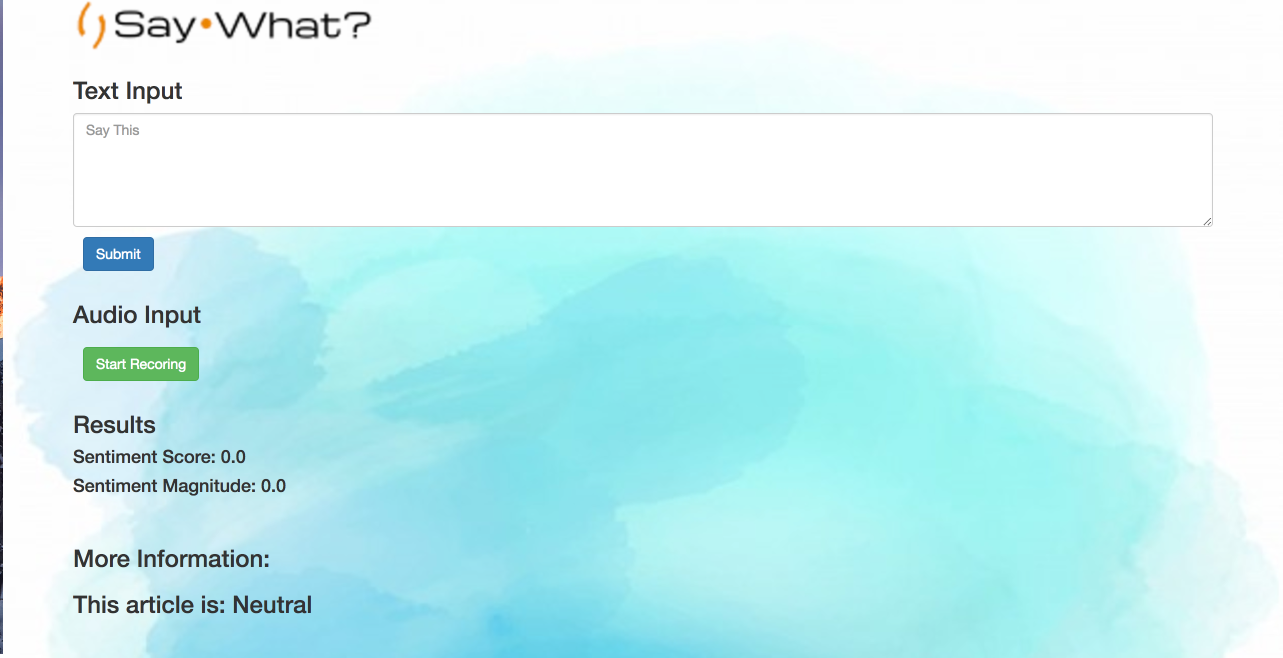 Say•What?
Text Input
Say This
Submit
Audio Input
Start Recoring
Results
Sentiment Score: 0.0
Sentiment Magnitude: 0.0
More Information:
This article is: Neutral